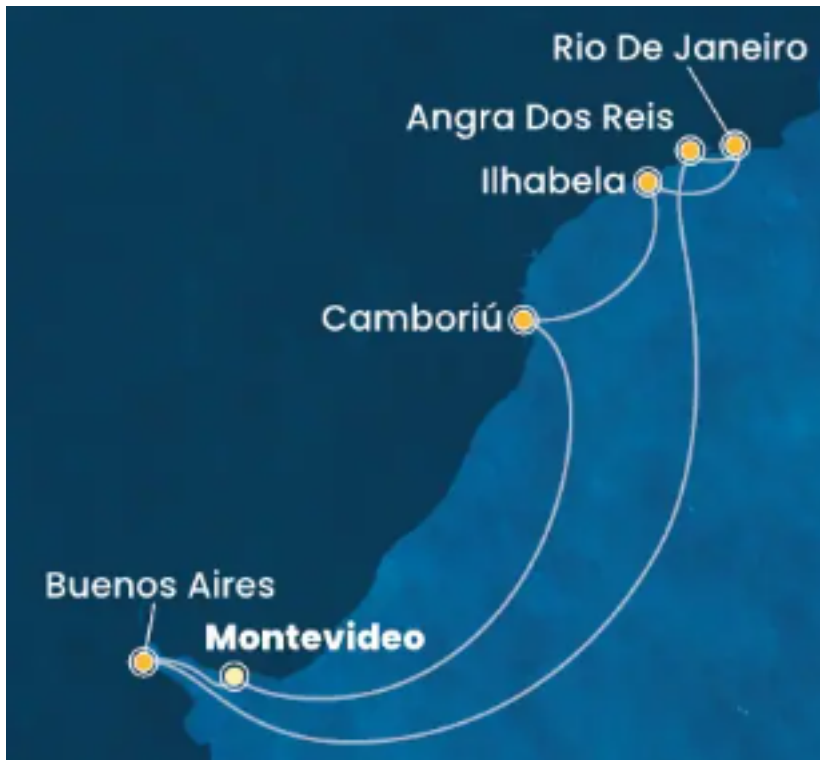 Rio De Janeiro
Angra Dos Reis
Ilhabela
Camboriú
Buenos Aires
Montevideo